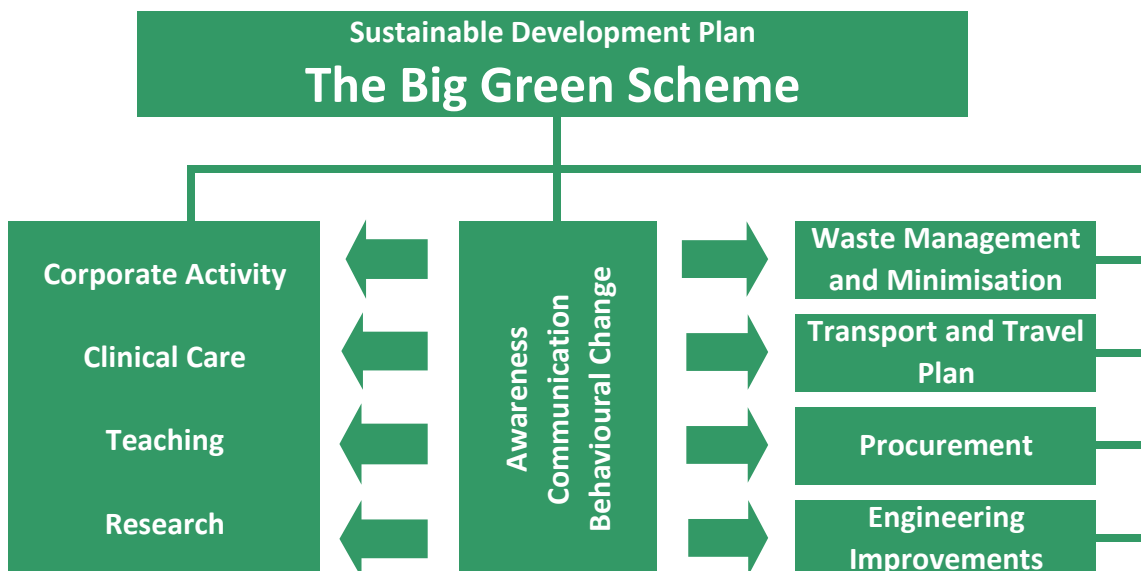 Sustainable Development Plan
The Big Green Scheme
Corporate Activity
Clinical Care
Teaching
Research
Awareness
Communication
Behavioural Change
Waste Management
and Minimisation
Transport and Travel
Plan
Procurement
Engineering
Improvements